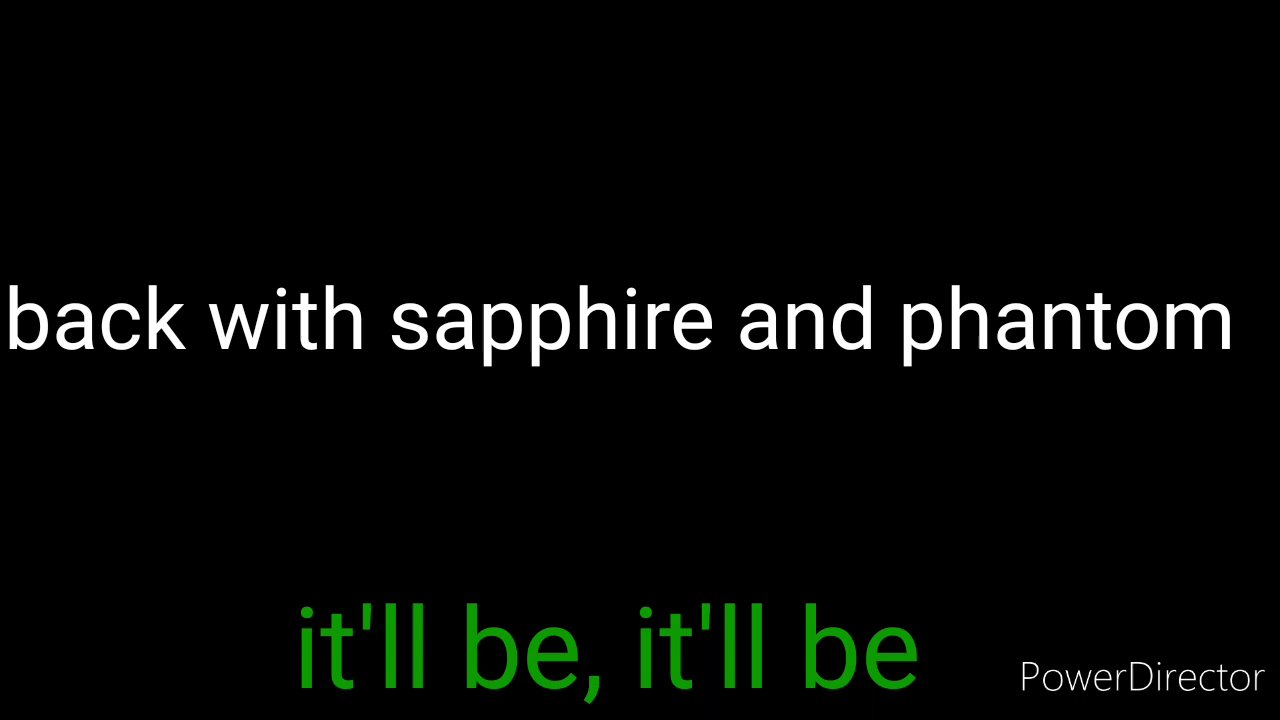 back with sapphire and phantom
it'll be, it'll be
PowerDirector